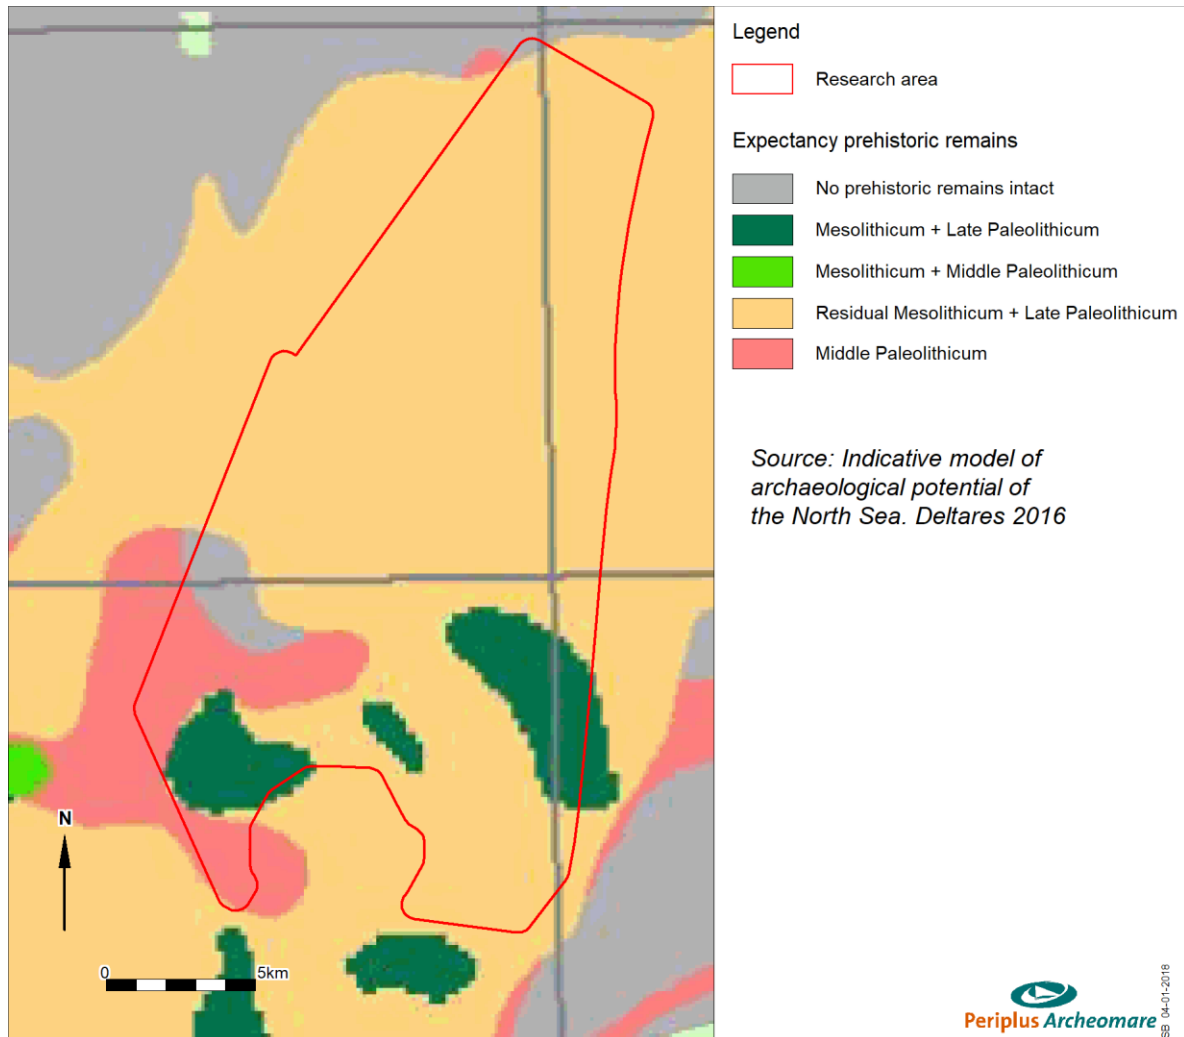 Legend
Research area
Expectancy prehistoric remains
No prehistoric remains intact
Mesolithicum + Late Paleolithicum
Mesolithicum + Middle Paleolithicum
Residual Mesolithicum + Late Paleolithicum
Middle Paleolithicum
Source: Indicative model of
archaeological potential of
the North Sea. Deltares 2016
N
0 5km
Periplus Archeomare
SB 04-01-2018